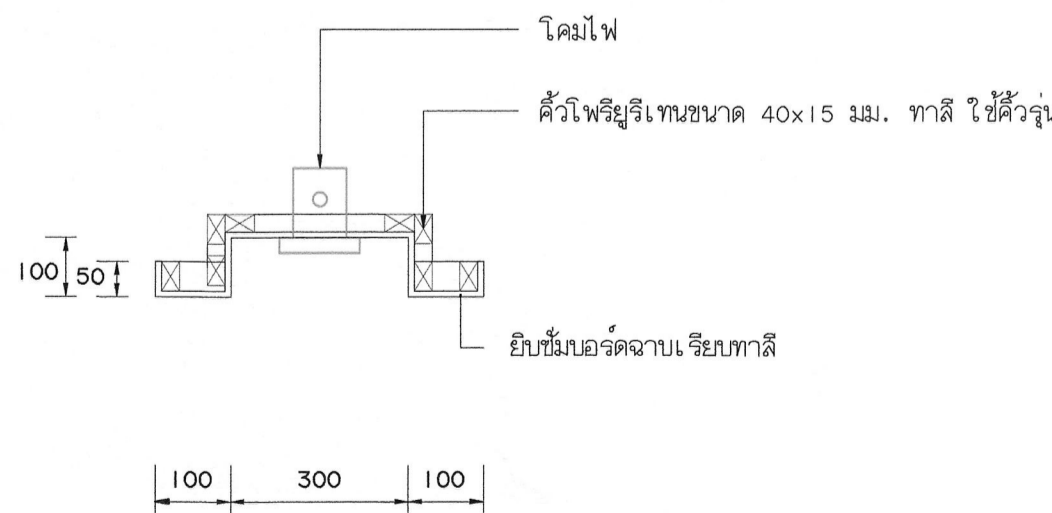 โคมไฟ
คิ้วโพรียูรีเทนขนาด 40x15 มม. ทาสี ใช้คิ้วรุ่น
100 50
ยิบซั่มบอร์ดฉาบเรียบทาสี
100 300 100